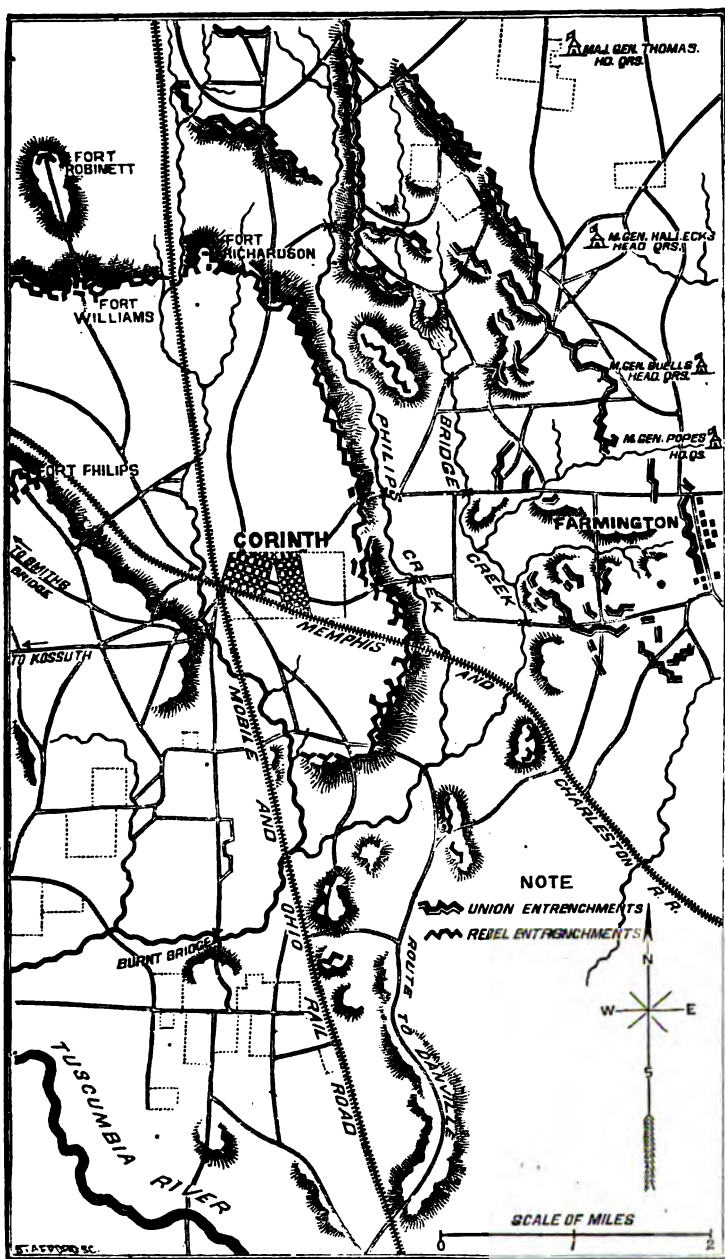 MAJ. GEN. THOMAS.
HD. QRS.
FORT
ROBINETT
FORT
RICHARDSON
M. GEN. HALLECKS
HEAD QRS.
FORT
WILLIAMS
M. GEN. BUELLS
HEAD. QRS.
M. GEN. POPES
HD. QS.
PHILIPS
CREEK
BRIDGE
CREEK
FORT PHILIPS
FARMINGTON
CORINTH
TO SMITHS
BRIDGE
TO KOSSUTH
MEMPHIS AND CHARLESTON R. R.
MOBILE AND OHIO RAIL ROAD
NOTE
UNION ENTRENCHMENTS
REBEL ENTRENCHMENTS
BURNT BRIDGE
ROUTE TO DANVILLE
N
W
E
S
TUSCUMBIA RIVER
SCALE OF MILES
0
1
2